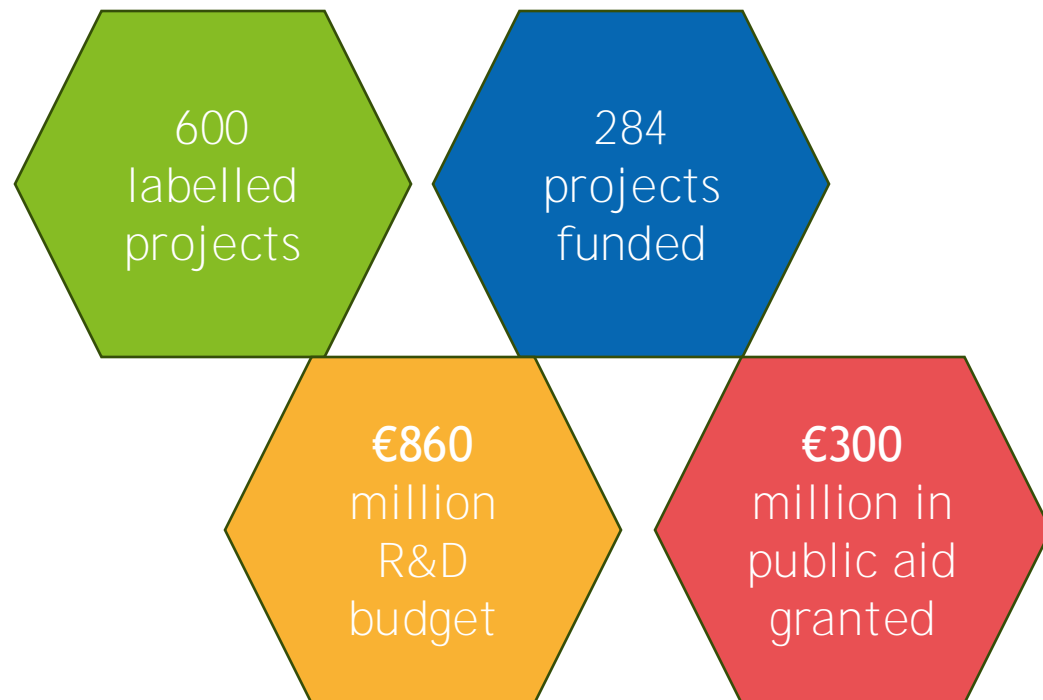 600
labelled
projects
284
projects
funded
€860
million
R&D
budget
€300
million in
public aid
granted